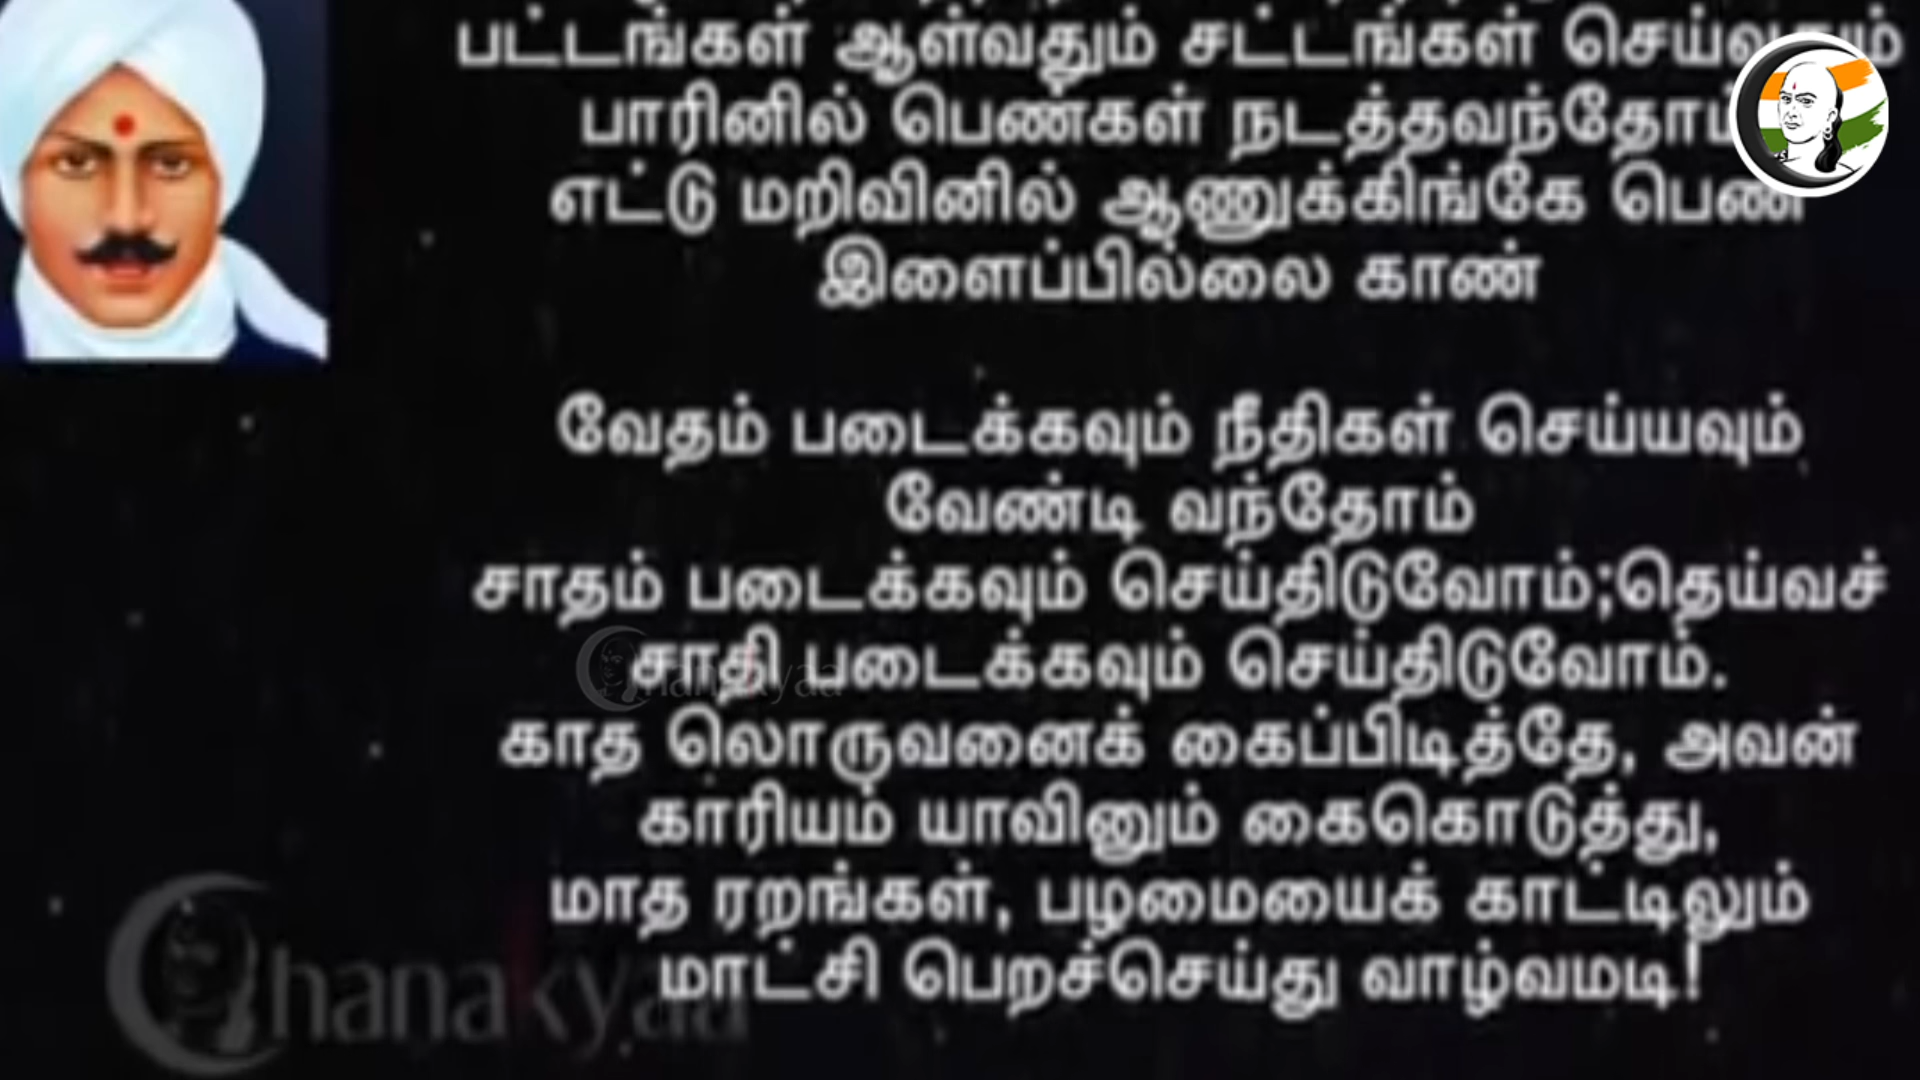 பட்டங்கள் ஆள்வதும் சட்டங்கள் செய்வதும்
பாரினில் பெண்கள் நடத்தவந்தோம்
எட்டு மறிவினில் ஆணுக்கிங்கே பெண்
இளைப்பில்லை காண்
வேதம் படைக்கவும் நீதிகள் செய்யவும்
வேண்டி வந்தோம்
சாதம் படைக்கவும் செய்திடுவோம்;தெய்வச்
சாதி படைக்கவும் செய்திடுவோம்.
காத லொருவனைக் கைப்பிடித்தே, அவன்
காரியம் யாவினும் கைகொடுத்து,
மாத ரறங்கள், பழமையைக் காட்டிலும்
மாட்சி பெறச்செய்து வாழ்வமடி!
Chanakyaa
Chanakyaa